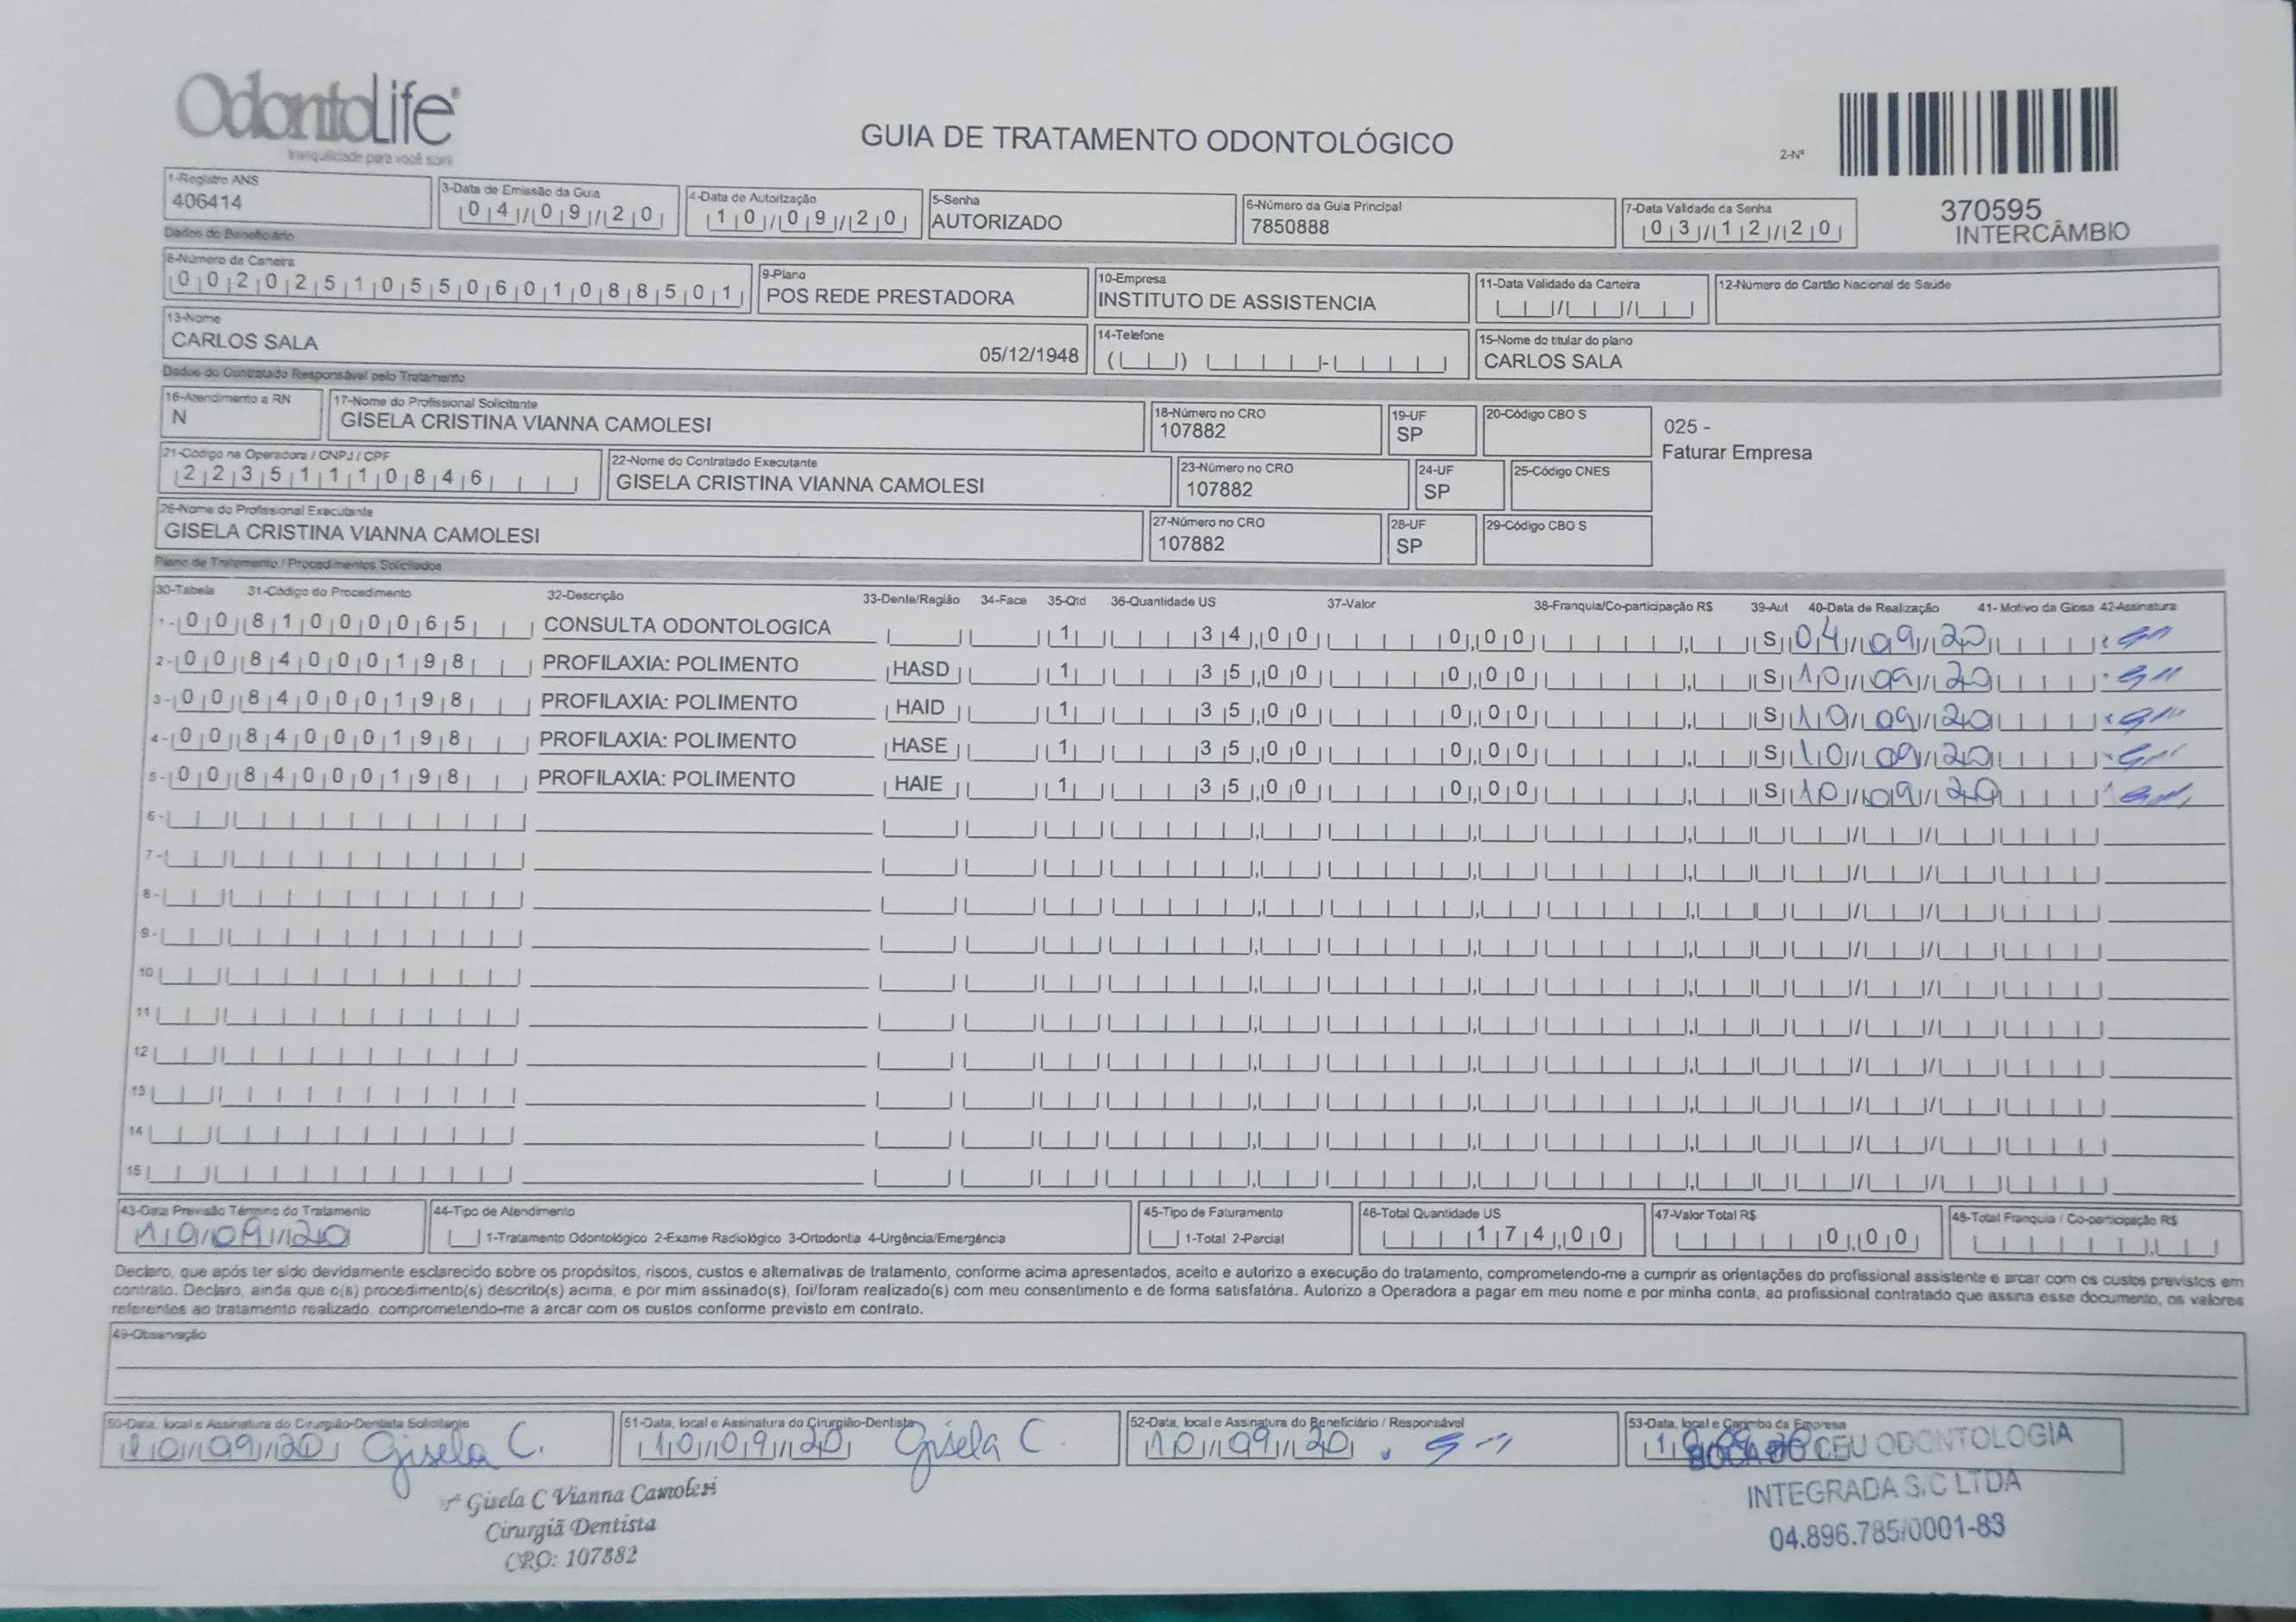 OdontoLife®
tranquilidade para você sorrir
GUIA DE TRATAMENTO ODONTOLÓGICO
2-Nº
370595
INTERCÂMBIO
1-Registro ANS
406414
3-Data de Emissão da Guia
04/09/20
4-Data de Autorização
10/09/20
5-Senha
AUTORIZADO
6-Número da Guia Principal
7850888
7-Data Validade da Senha
03/12/20
Dados do Beneficiário
8-Número da Carteira
00202510550601088501
9-Plano
POS REDE PRESTADORA
10-Empresa
INSTITUTO DE ASSISTENCIA
11-Data Validade da Carteira
12-Número do Cartão Nacional de Saúde
13-Nome
CARLOS SALA
05/12/1948
14-Telefone
15-Nome do titular do plano
CARLOS SALA
Dados do Contratado Responsável pelo Tratamento
16-Atendimento a RN
N
17-Nome do Profissional Solicitante
GISELA CRISTINA VIANNA CAMOLESI
18-Número no CRO
107882
19-UF
SP
20-Código CBO S
025 -
Faturar Empresa
21-Código na Operadora / CNPJ / CPF
22351110846
22-Nome do Contratado Executante
GISELA CRISTINA VIANNA CAMOLESI
23-Número no CRO
107882
24-UF
SP
25-Código CNES
26-Nome do Profissional Executante
GISELA CRISTINA VIANNA CAMOLESI
27-Número no CRO
107882
28-UF
SP
29-Código CBO S
Plano de Tratamento / Procedimentos Solicitados
30-Tabela 31-Código do Procedimento 32-Descrição 33-Dente/Região 34-Face 35-Qtd 36-Quantidade US 37-Valor 38-Franquia/Co-participação R$ 39-Aut 40-Data de Realização 41-Motivo da Glosa 42-Assinatura
1- 00 81000065 CONSULTA ODONTOLOGICA 1 34,00 0,00 S 04/09/20
2- 00 84000198 PROFILAXIA: POLIMENTO HASD 1 35,00 0,00 S 10/09/20
3- 00 84000198 PROFILAXIA: POLIMENTO HAID 1 35,00 0,00 S 10/09/20
4- 00 84000198 PROFILAXIA: POLIMENTO HASE 1 35,00 0,00 S 10/09/20
5- 00 84000198 PROFILAXIA: POLIMENTO HAIE 1 35,00 0,00 S 10/09/20
6-
7-
8-
9-
10
11
12
13
14
15
43-Data Previsão Término do Tratamento
10/09/20
44-Tipo de Atendimento
1-Tratamento Odontológico 2-Exame Radiológico 3-Ortodontia 4-Urgência/Emergência
45-Tipo de Faturamento
1-Total 2-Parcial
46-Total Quantidade US
174,00
47-Valor Total R$
0,00
48-Total Franquia / Co-participação R$
Declaro, que após ter sido devidamente esclarecido sobre os propósitos, riscos, custos e alternativas de tratamento, conforme acima apresentados, aceito e autorizo a execução do tratamento, comprometendo-me a cumprir as orientações do profissional assistente e arcar com os custos previstos em
contrato. Declaro, ainda que o(s) procedimento(s) descrito(s) acima, e por mim assinado(s), foi/foram realizado(s) com meu consentimento e de forma satisfatória. Autorizo a Operadora a pagar em meu nome e por minha conta, ao profissional contratado que assina esse documento, os valores
referentes ao tratamento realizado, comprometendo-me a arcar com os custos conforme previsto em contrato.
49-Observação
50-Data, local e Assinatura do Cirurgião-Dentista Solicitante
10/09/20 Gisela C.
51-Data, local e Assinatura do Cirurgião-Dentista
10/09/20 Gisela C
52-Data, local e Assinatura do Beneficiário / Responsável
10/09/20
53-Data, local e Carimbo da Empresa
BOCA DO CEU ODONTOLOGIA
INTEGRADA S/C LTDA
04.896.785/0001-83
Drª Gisela C Vianna Camolesi
Cirurgiã Dentista
CRO: 107882